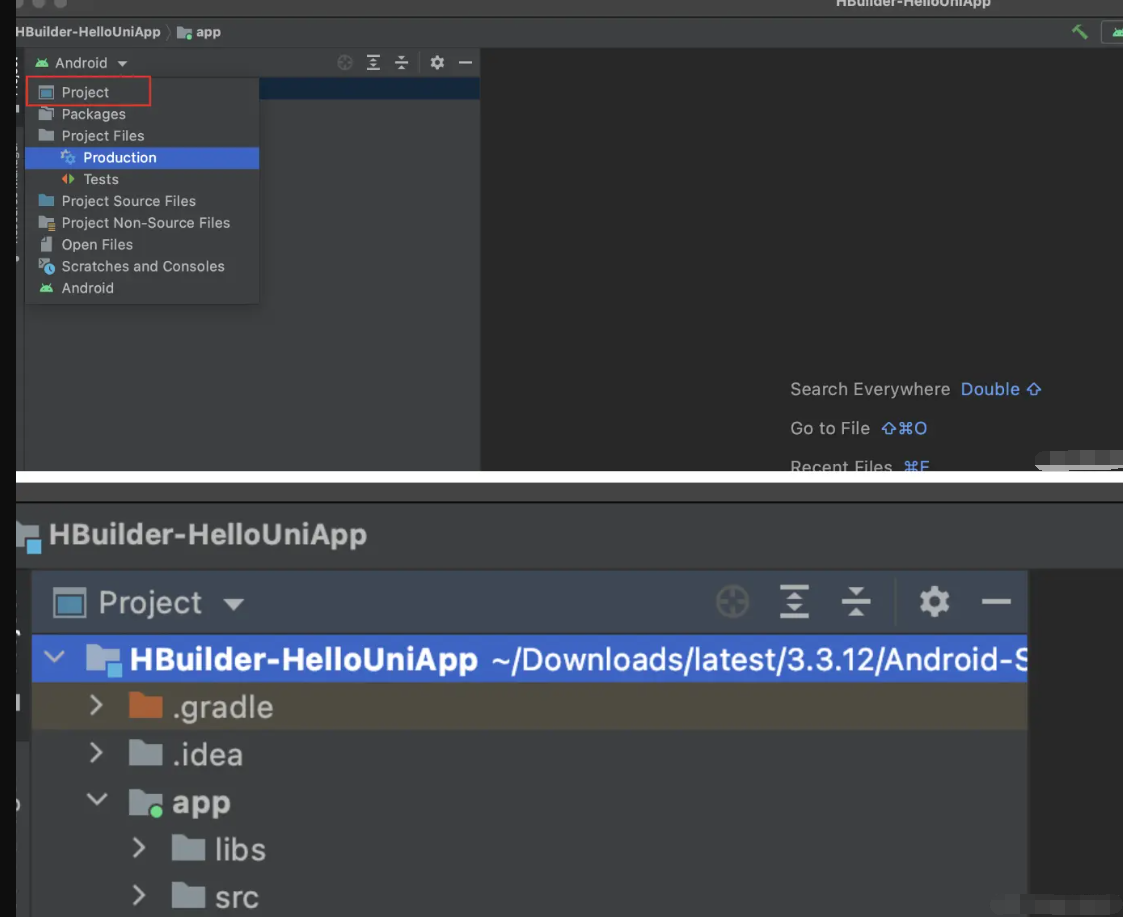 HBuilder-HelloUniApp
HBuilder-HelloUniApp app
Android
Project
Packages
Project Files
Production
Tests
Project Source Files
Project Non-Source Files
Open Files
Scratches and Consoles
Android
Search Everywhere Double ⇧
Go to File ⇧⌘O
Recent Files ⌘E
HBuilder-HelloUniApp
Project
HBuilder-HelloUniApp ~/Downloads/latest/3.3.12/Android-S
.gradle
.idea
app
libs
src